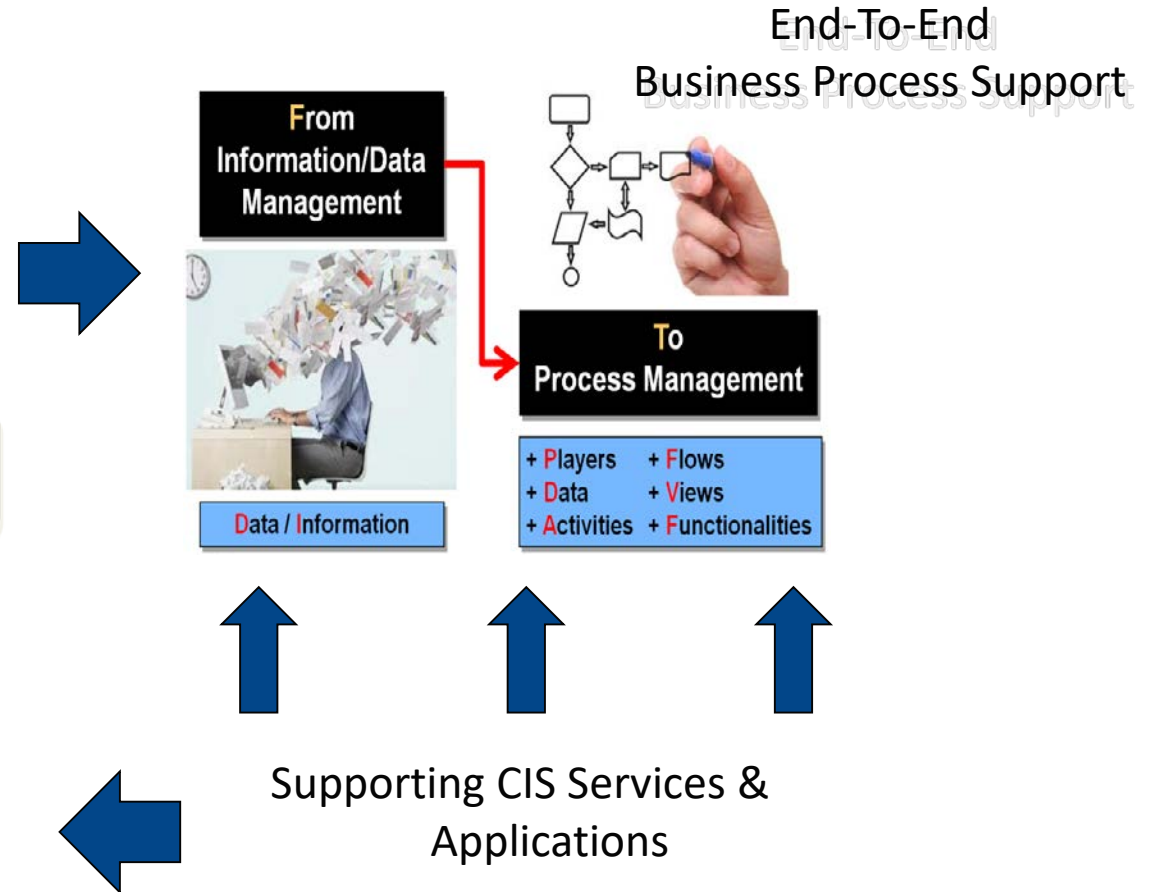 End-To-End
Business Process Support
From
Information/Data
Management
To
Process Management
+ Players + Flows
+ Data + Views
+ Activities + Functionalities
Data / Information
Supporting CIS Services &
Applications